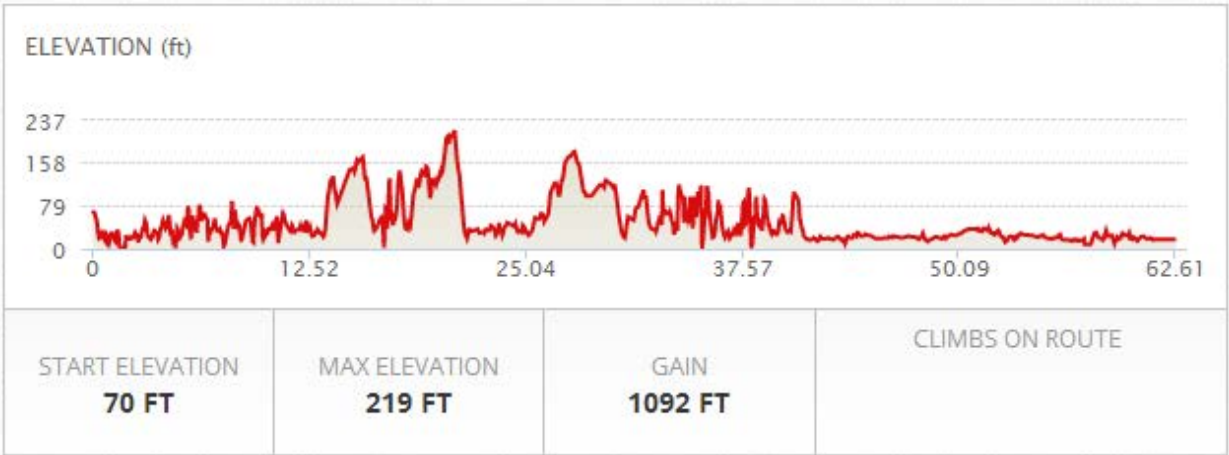 ELEVATION (ft)
237
158
79
0
0 12.52 25.04 37.57 50.09 62.61
START ELEVATION
70 FT
MAX ELEVATION
219 FT
GAIN
1092 FT
CLIMBS ON ROUTE